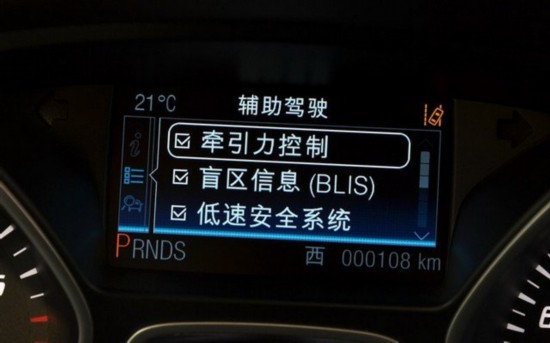 21°C 辅助驾驶
牵引力控制
盲区信息 (BLIS)
低速安全系统
PRNDS 西 000108 km